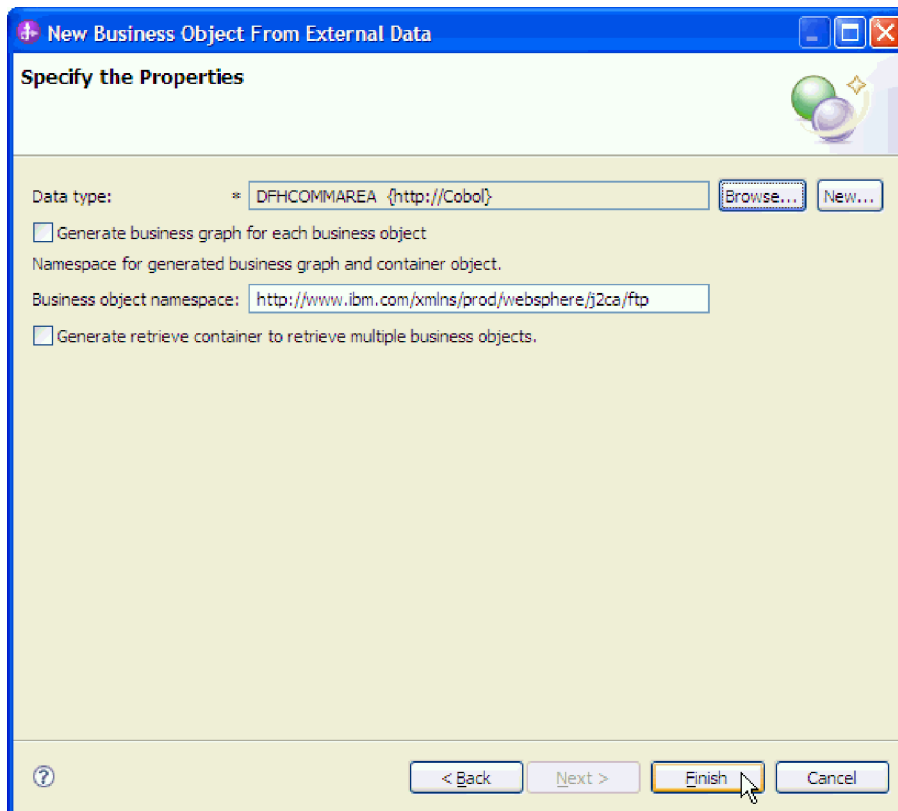 New Business Object From External Data
Specify the Properties
Data type: * DFHCOMMAREA {http://Cobol} Browse... New...
Generate business graph for each business object
Namespace for generated business graph and container object.
Business object namespace: http://www.ibm.com/xmlns/prod/websphere/j2ca/ftp
Generate retrieve container to retrieve multiple business objects.
? < Back Next > Finish Cancel